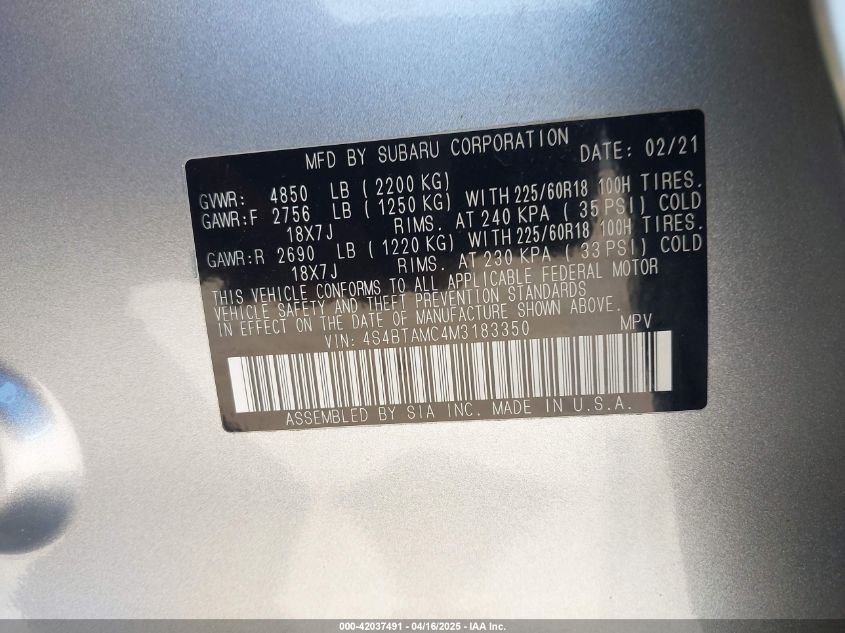 MFD BY SUBARU CORPORATION DATE: 02/21
GVWR: 4850 LB ( 2200 KG)
GAWR:F 2756 LB ( 1250 KG) WITH 225/60R18 100H TIRES.
18X7J RIMS. AT 240 KPA ( 35 PSI) COLD
GAWR:R 2690 LB ( 1220 KG) WITH 225/60R18 100H TIRES.
18X7J RIMS. AT 230 KPA ( 33 PSI) COLD
THIS VEHICLE CONFORMS TO ALL APPLICABLE FEDERAL MOTOR
VEHICLE SAFETY AND THEFT PREVENTION STANDARDS
IN EFFECT ON THE DATE OF MANUFACTURE SHOWN ABOVE.
VIN: 4S4BTAMC4M3183350 MPV
ASSEMBLED BY SIA INC. MADE IN U.S.A.
000-42037491 - 04/16/2025 - IAA Inc.